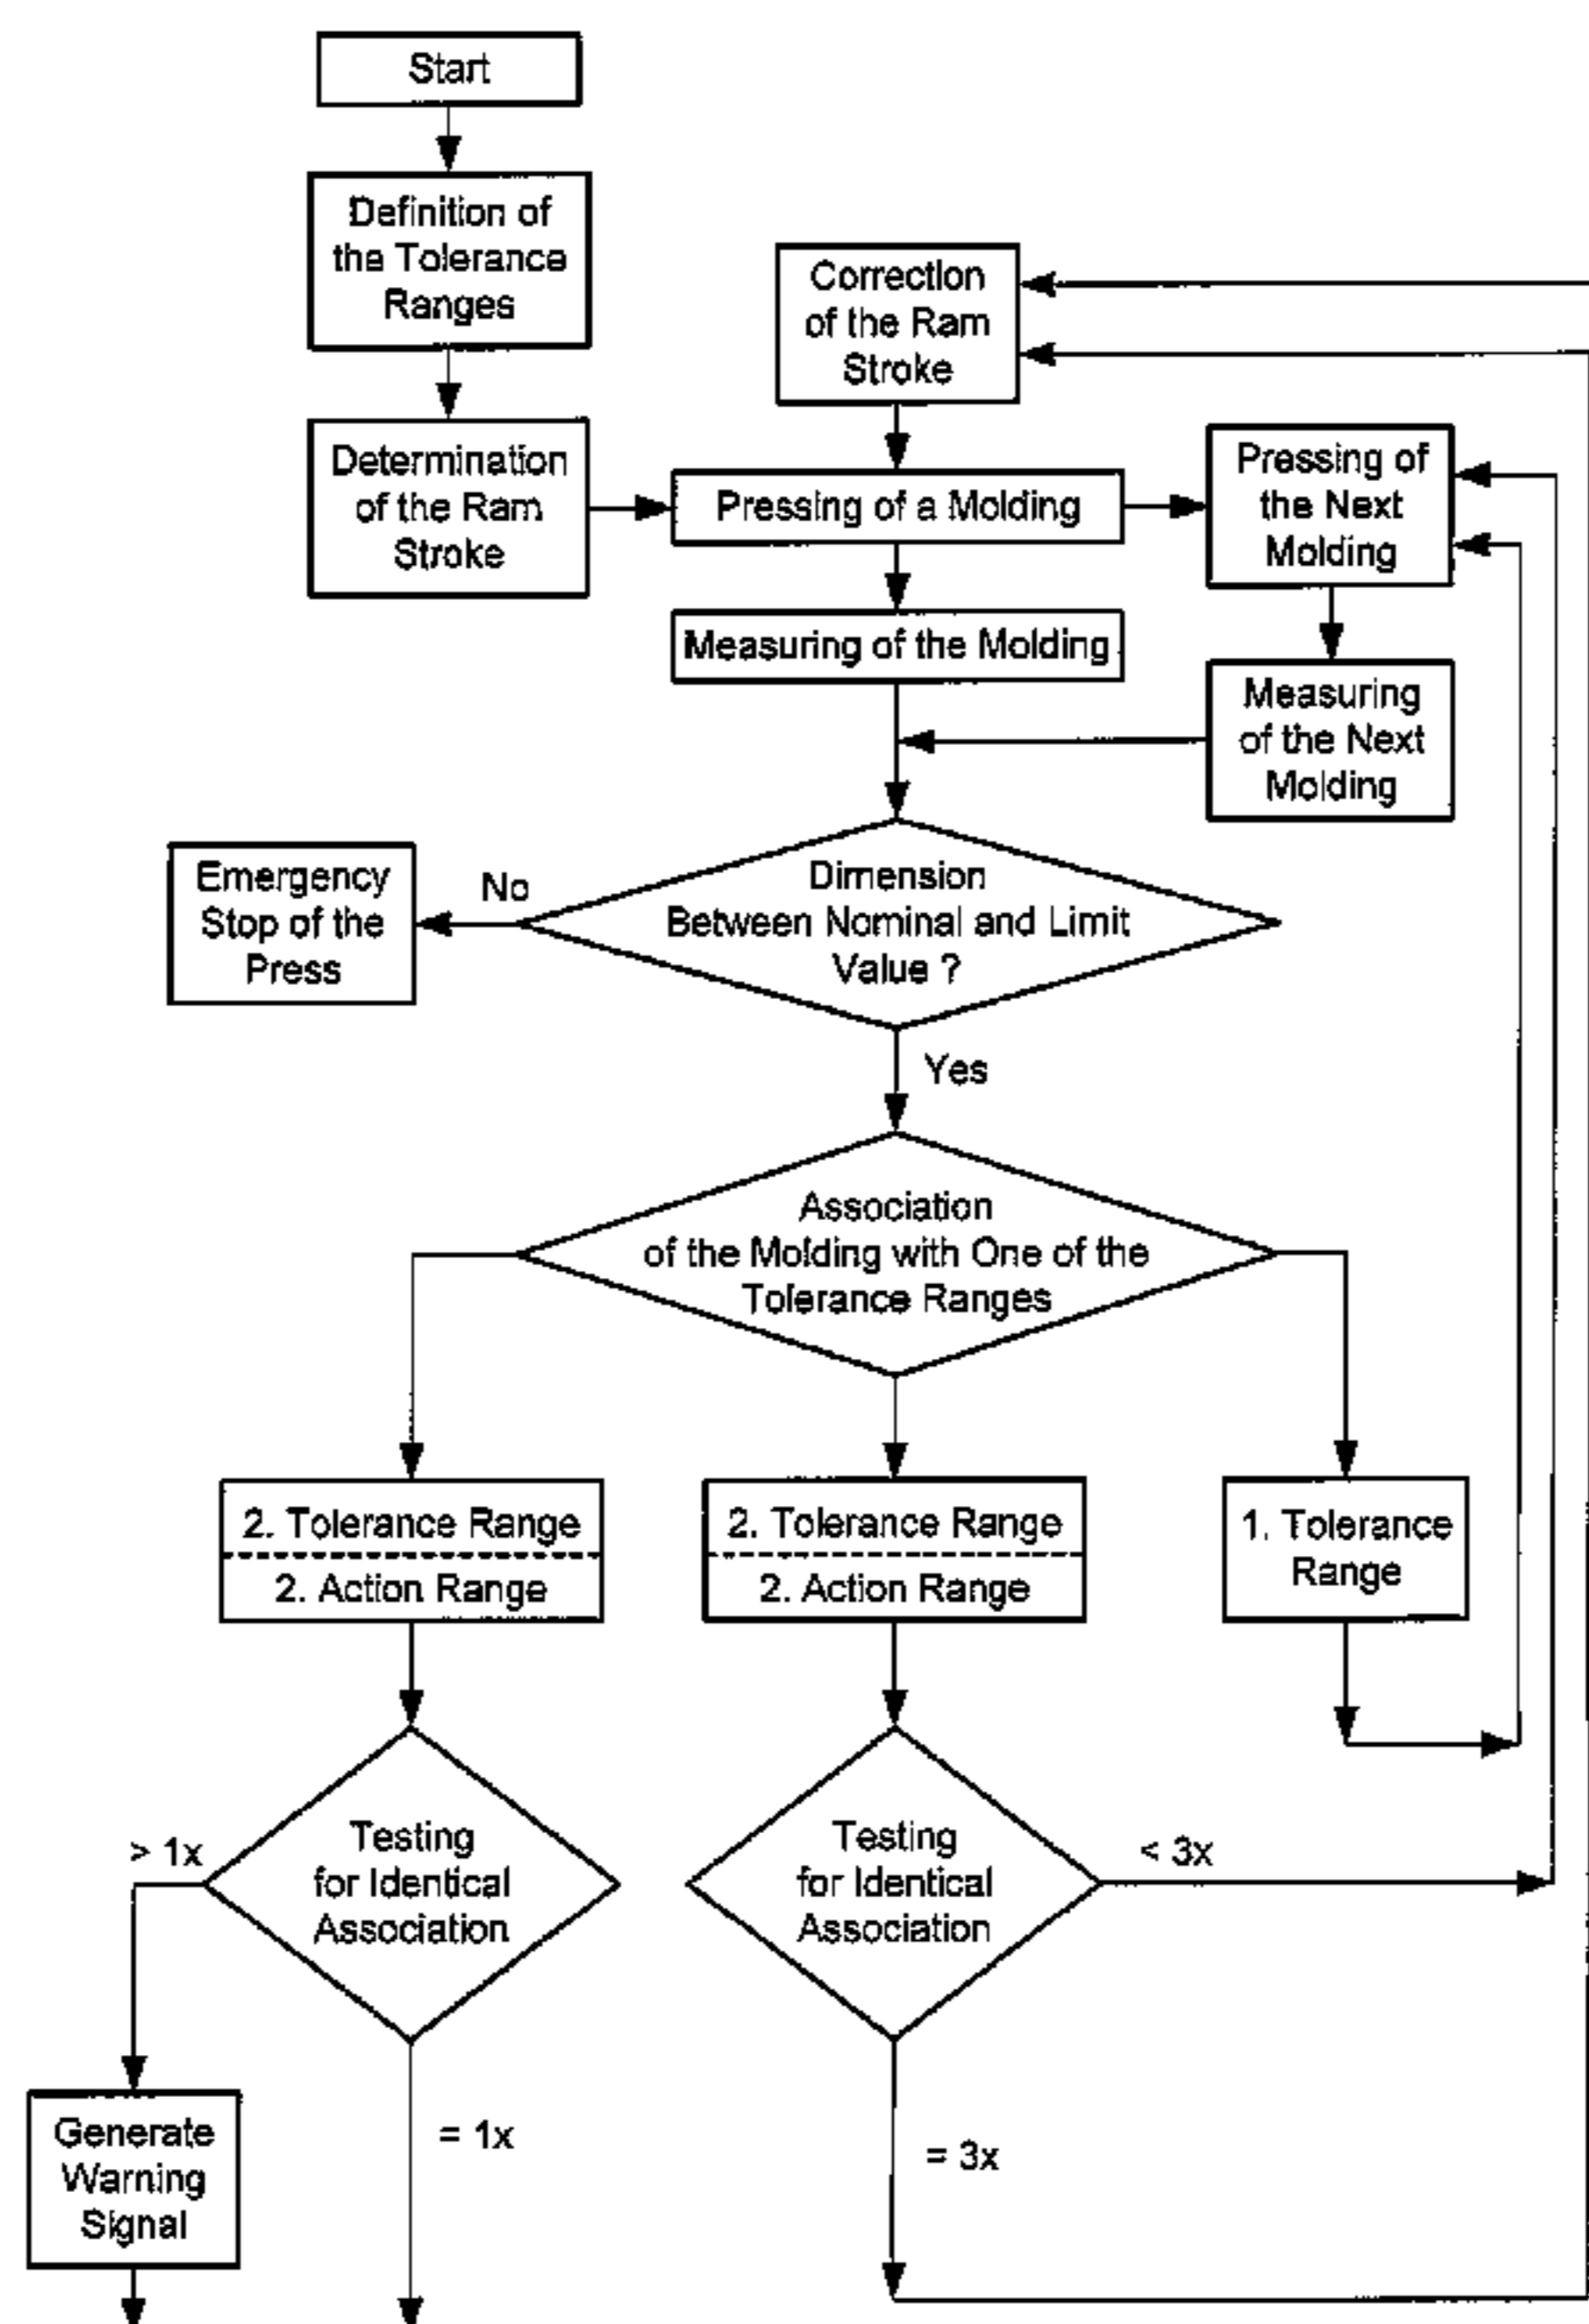 Start
Definition of
the Tolerance
Ranges
Correction
of the Ram
Stroke
Determination
of the Ram
Stroke
Pressing of a Molding
Pressing of
the Next
Molding
Measuring of the Molding
Measuring
of the Next
Molding
Emergency
Stop of the
Press
No
Dimension
Between Nominal and Limit
Value ?
Yes
Association
of the Molding with One of the
Tolerance Ranges
2. Tolerance Range
2. Action Range
2. Tolerance Range
2. Action Range
1. Tolerance
Range
> 1x
Testing
for Identical
Association
Testing
for Identical
Association
< 3x
Generate
Warning
Signal
= 1x
= 3x